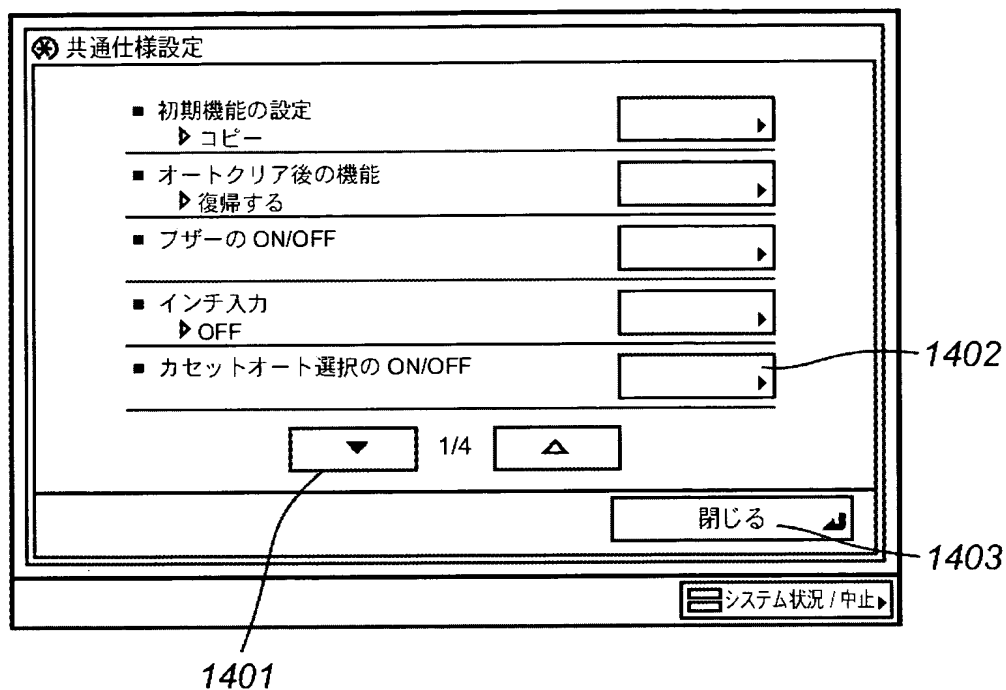 共通仕様設定
■ 初期機能の設定
コピー
■ オートクリア後の機能
復帰する
■ ブザーの ON/OFF
■ インチ入力
OFF
■ カセットオート選択の ON/OFF
1402
▼ 1/4 △
閉じる
1403
システム状況 / 中止
1401